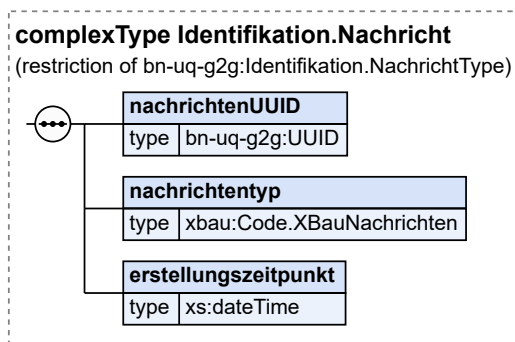 complexType Identifikation.Nachricht
(restriction of bn-uq-g2g:Identifikation.NachrichtType)
nachrichtenUUID
type bn-uq-g2g:UUID
nachrichtentyp
type xbau:Code.XBauNachrichten
erstellungszeitpunkt
type xs:dateTime